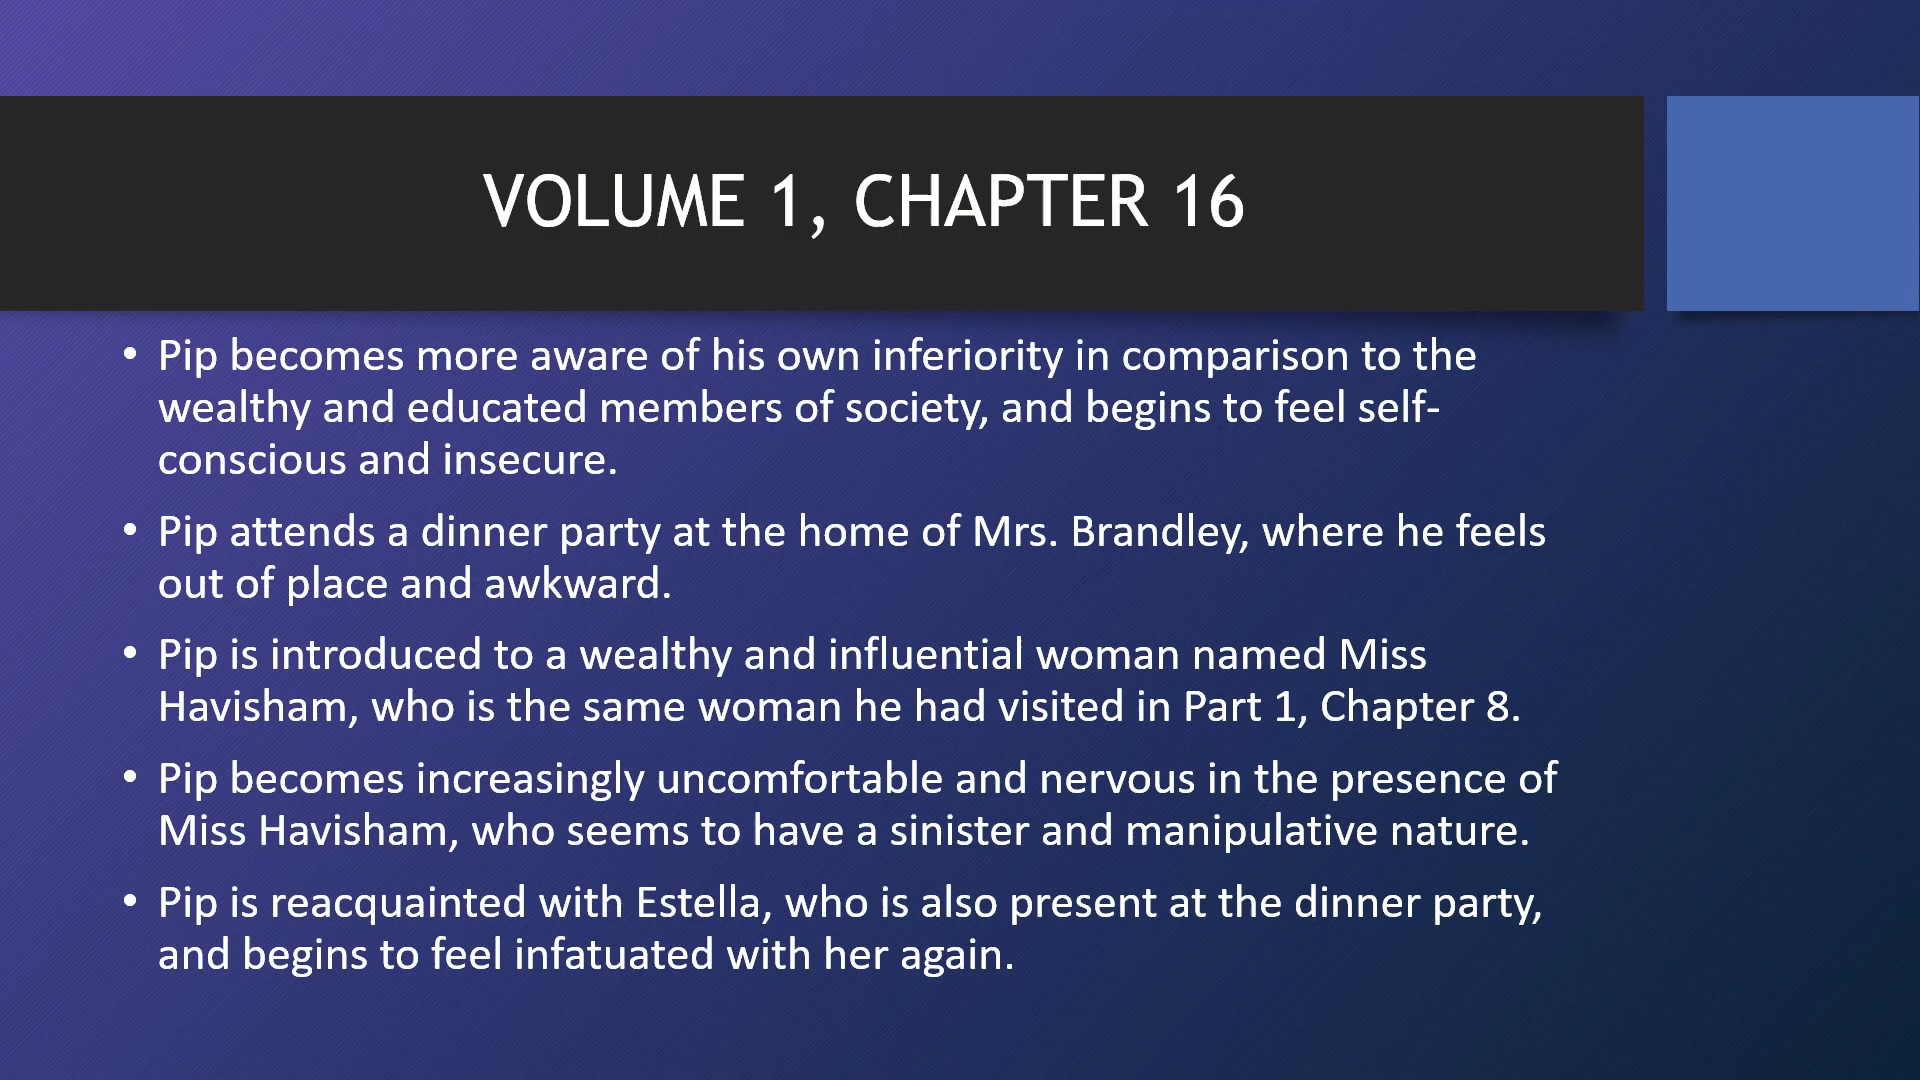 VOLUME 1, CHAPTER 16
• Pip becomes more aware of his own inferiority in comparison to the
wealthy and educated members of society, and begins to feel self-
conscious and insecure.
• Pip attends a dinner party at the home of Mrs. Brandley, where he feels
out of place and awkward.
• Pip is introduced to a wealthy and influential woman named Miss
Havisham, who is the same woman he had visited in Part 1, Chapter 8.
• Pip becomes increasingly uncomfortable and nervous in the presence of
Miss Havisham, who seems to have a sinister and manipulative nature.
• Pip is reacquainted with Estella, who is also present at the dinner party,
and begins to feel infatuated with her again.